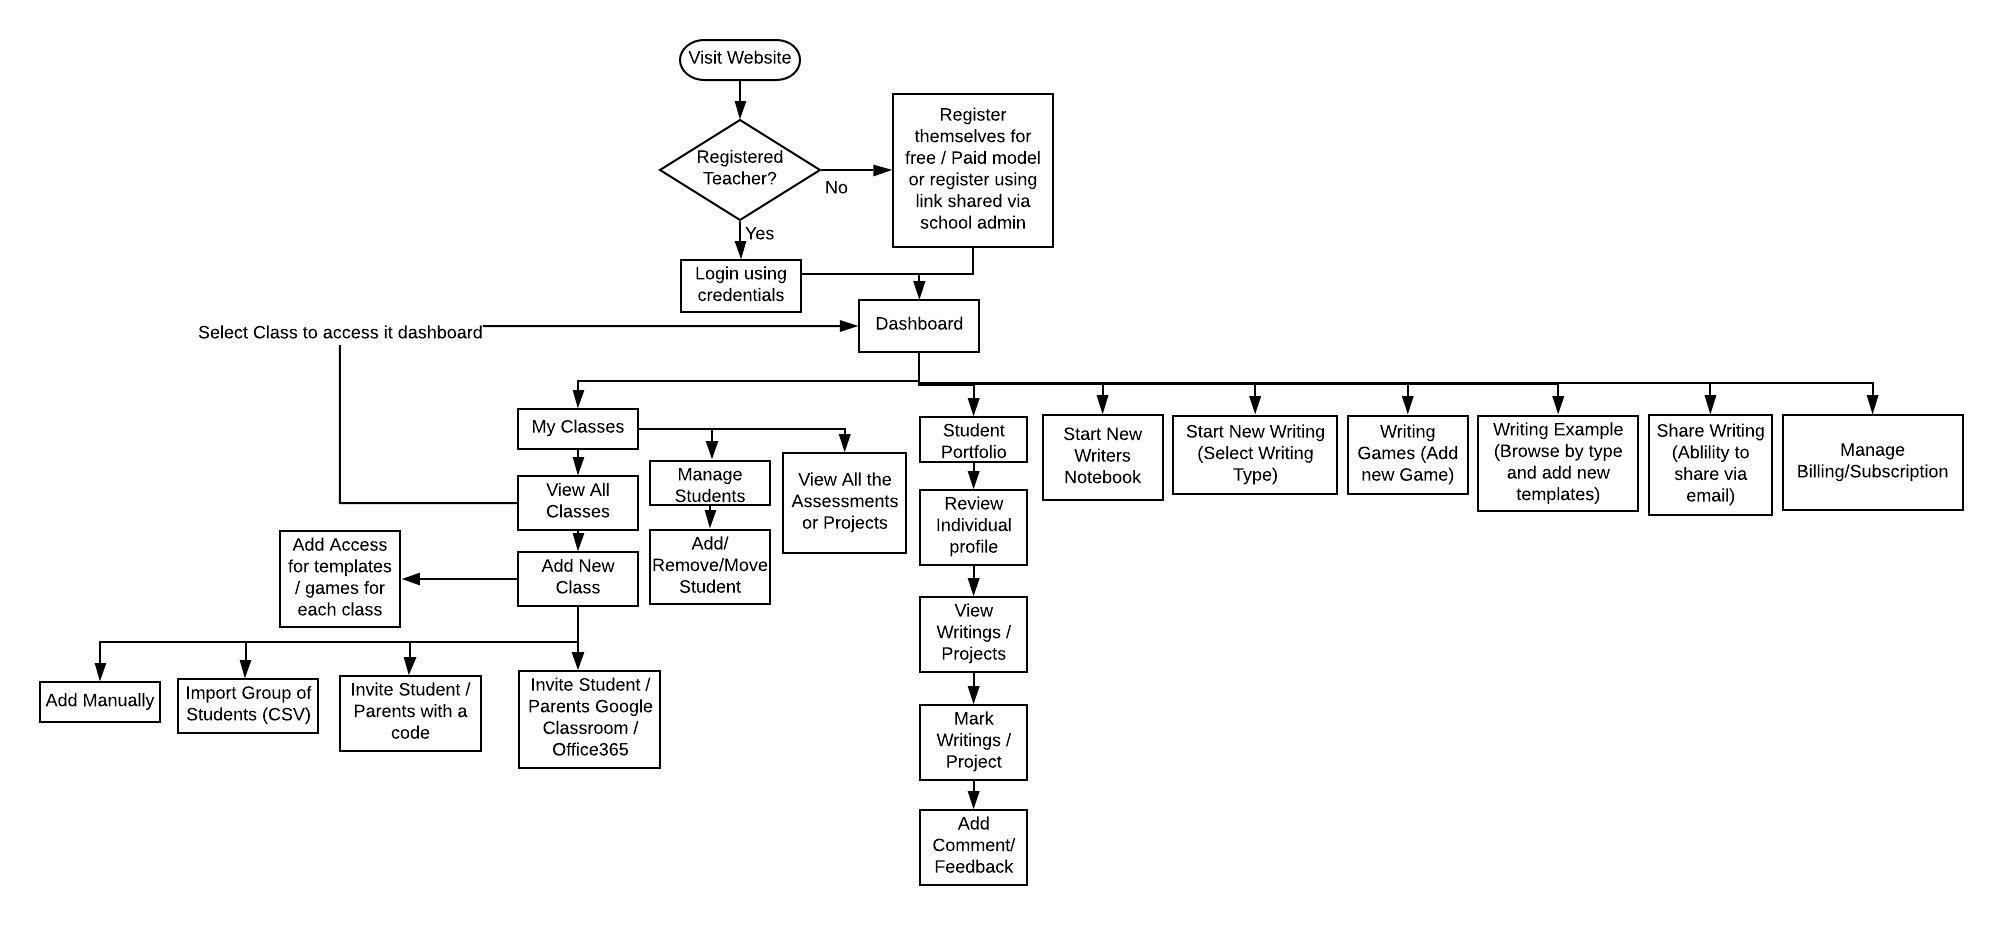 Visit Website
Register
themselves for
free / Paid model
or register using
link shared via
school admin
Registered
Teacher?
No
Yes
Login using
credentials
Dashboard
Select Class to access it dashboard
My Classes
View All
Classes
Add New
Class
Add Access
for templates
/ games for
each class
Manage
Students
Add/
Remove/Move
Student
View All the
Assessments
or Projects
Student
Portfolio
Review
Individual
profile
View
Writings /
Projects
Mark
Writings /
Project
Add
Comment/
Feedback
Start New
Writers
Notebook
Start New Writing
(Select Writing
Type)
Writing
Games (Add
new Game)
Writing Example
(Browse by type
and add new
templates)
Share Writing
(Ablility to
share via
email)
Manage
Billing/Subscription
Add Manually
Import Group of
Students (CSV)
Invite Student /
Parents with a
code
Invite Student /
Parents Google
Classroom /
Office365